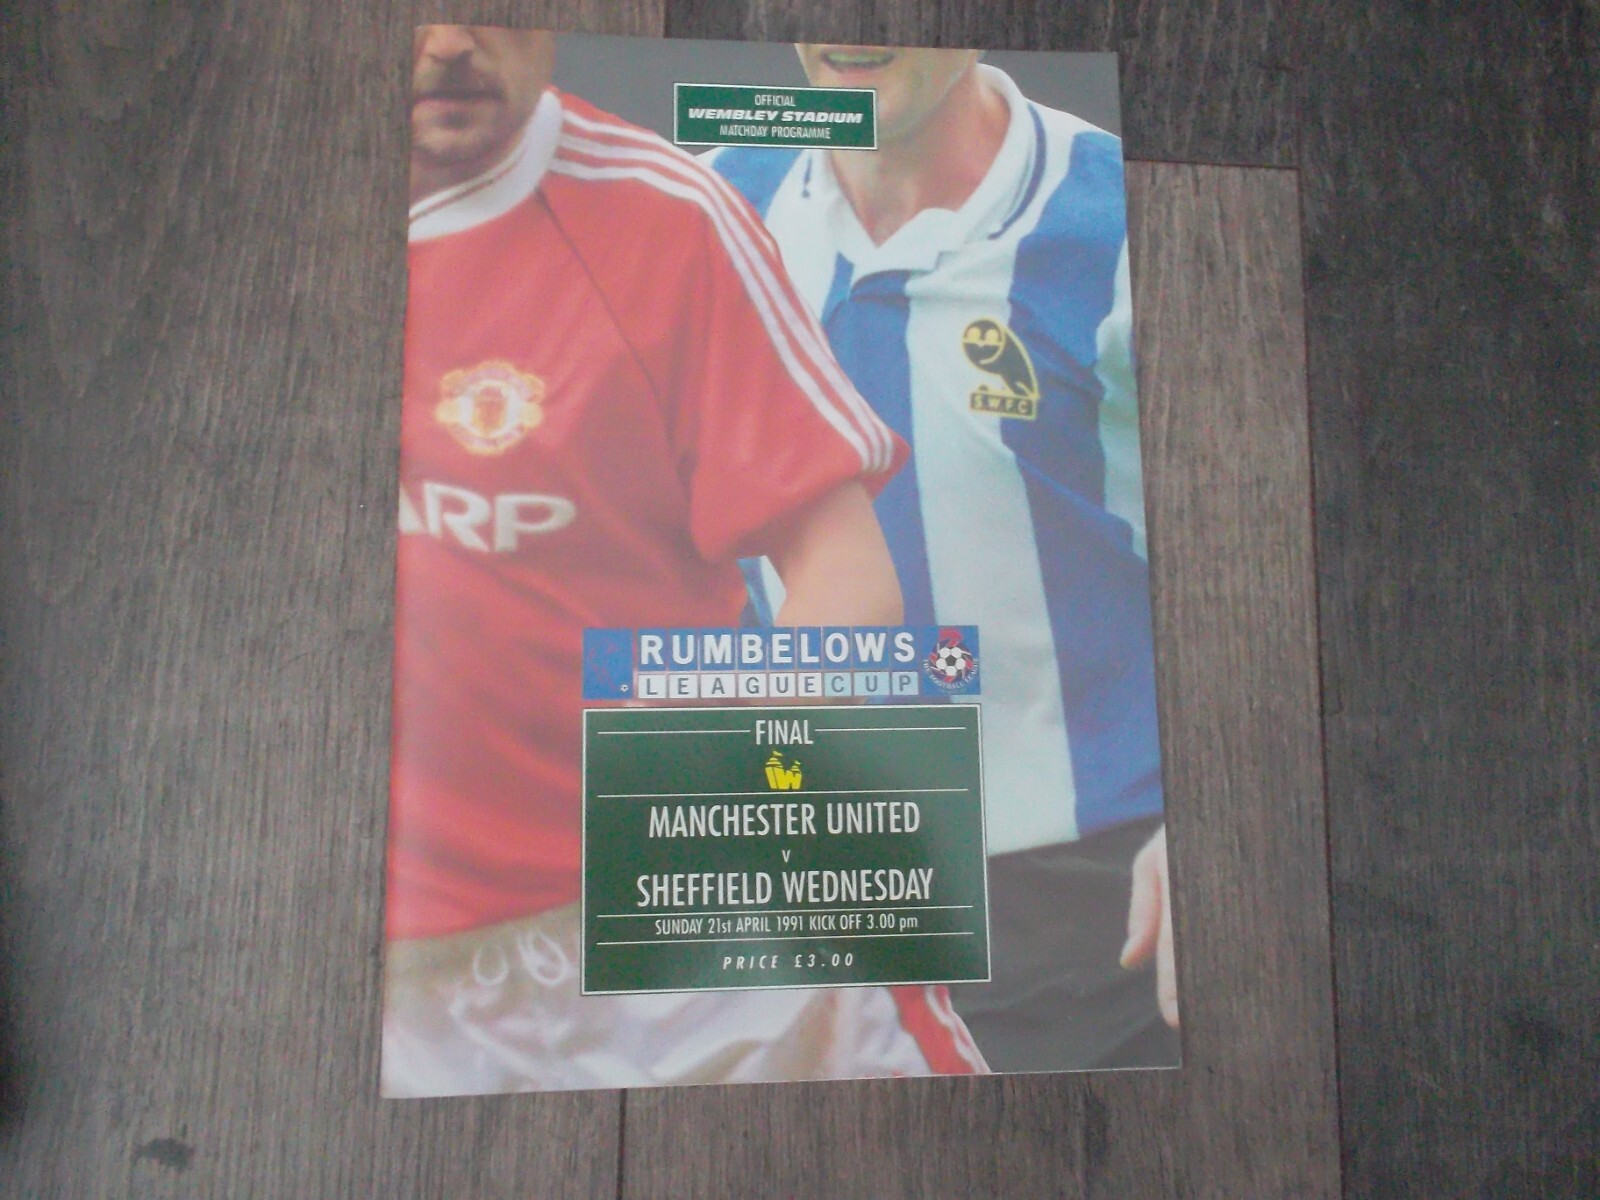 OFFICIAL
WEMBLEY STADIUM
MATCHDAY PROGRAMME
S.W.F.C
ARP
RUMBELOWS
LEAGUE CUP
FINAL
W
MANCHESTER UNITED
v
SHEFFIELD WEDNESDAY
SUNDAY 21st APRIL 1991 KICK OFF 3.00 pm
PRICE £3.00